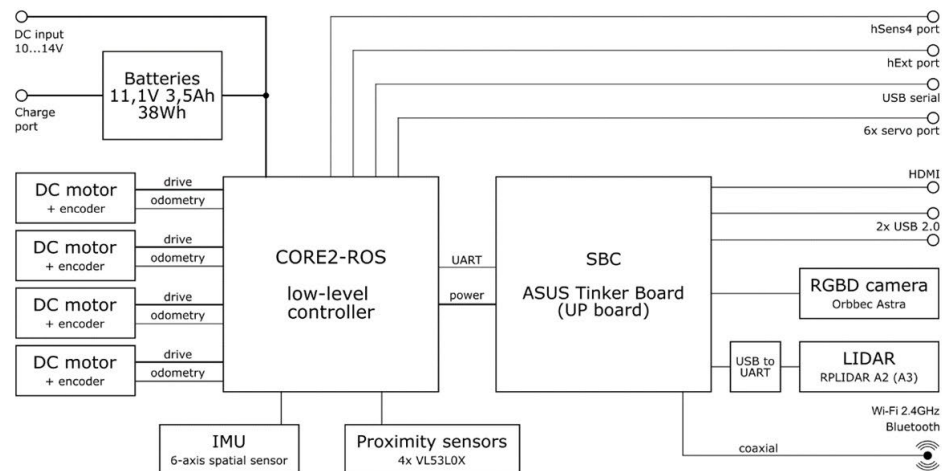 DC input
10...14V
Batteries
11,1V 3,5Ah
38Wh
Charge
port
hSens4 port
hExt port
USB serial
6x servo port
DC motor
+ encoder
drive
odometry
DC motor
+ encoder
drive
odometry
DC motor
+ encoder
drive
odometry
DC motor
+ encoder
drive
odometry
CORE2-ROS
low-level
controller
UART
power
SBC
ASUS Tinker Board
(UP board)
HDMI
2x USB 2.0
RGBD camera
Orbbec Astra
USB to
UART
LIDAR
RPLIDAR A2 (A3)
IMU
6-axis spatial sensor
Proximity sensors
4x VL53L0X
coaxial
Wi-Fi 2.4GHz
Bluetooth